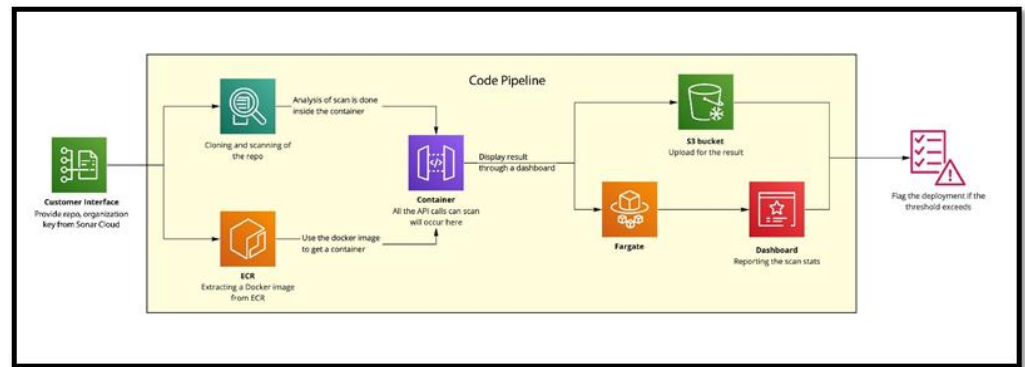 Code Pipeline
Analysis of scan is done
inside the container
Cloning and scanning of
the repo
Customer Interface
Provide repo, organization
key from Sonar Cloud
ECR
Extracting a Docker image
from ECR
Use the docker image
to get a container
Container
All the API calls can scan
will occur here
Display result
through a dashboard
S3 bucket
Upload for the result
Fargate
Dashboard
Reporting the scan stats
Flag the deployment if the
threshold exceeds